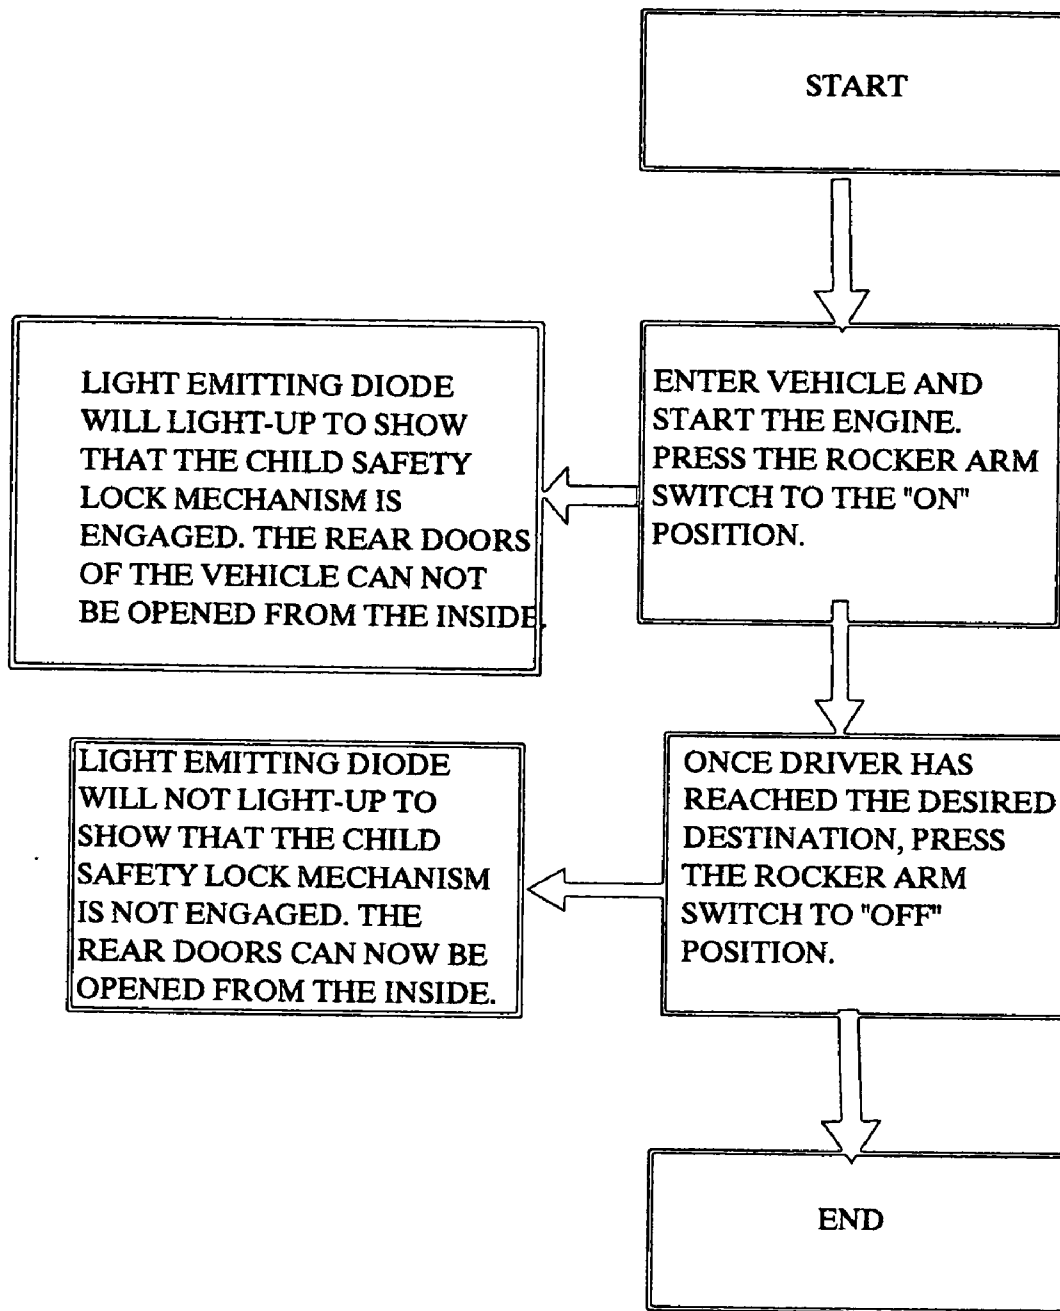 START
ENTER VEHICLE AND
START THE ENGINE.
PRESS THE ROCKER ARM
SWITCH TO THE "ON"
POSITION.
LIGHT EMITTING DIODE
WILL LIGHT-UP TO SHOW
THAT THE CHILD SAFETY
LOCK MECHANISM IS
ENGAGED. THE REAR DOORS
OF THE VEHICLE CAN NOT
BE OPENED FROM THE INSIDE.
ONCE DRIVER HAS
REACHED THE DESIRED
DESTINATION, PRESS
THE ROCKER ARM
SWITCH TO "OFF"
POSITION.
LIGHT EMITTING DIODE
WILL NOT LIGHT-UP TO
SHOW THAT THE CHILD
SAFETY LOCK MECHANISM
IS NOT ENGAGED. THE
REAR DOORS CAN NOW BE
OPENED FROM THE INSIDE.
END